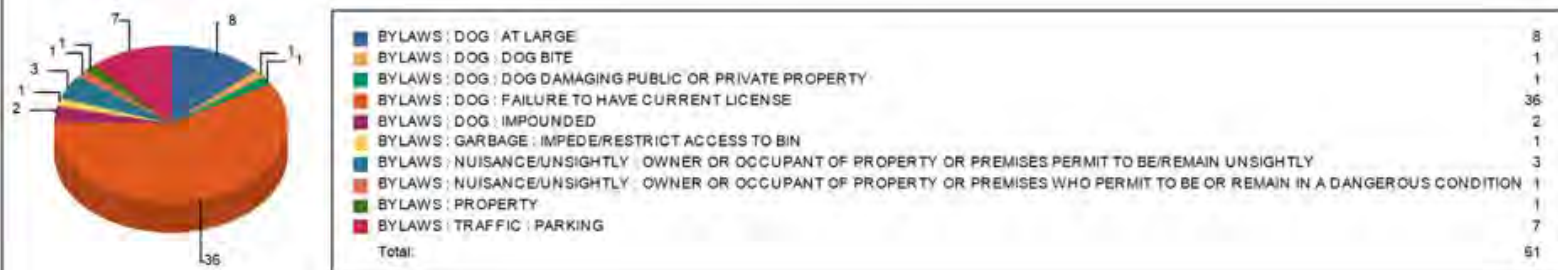 7
8
1
1
3
1
1
1
2
36
BYLAWS : DOG : AT LARGE 8
BYLAWS : DOG : DOG BITE 1
BYLAWS : DOG : DOG DAMAGING PUBLIC OR PRIVATE PROPERTY 1
BYLAWS : DOG : FAILURE TO HAVE CURRENT LICENSE 36
BYLAWS : DOG : IMPOUNDED 2
BYLAWS : GARBAGE : IMPEDE/RESTRICT ACCESS TO BIN 1
BYLAWS : NUISANCE/UNSIGHTLY : OWNER OR OCCUPANT OF PROPERTY OR PREMISES PERMIT TO BE/REMAIN UNSIGHTLY 3
BYLAWS : NUISANCE/UNSIGHTLY : OWNER OR OCCUPANT OF PROPERTY OR PREMISES WHO PERMIT TO BE OR REMAIN IN A DANGEROUS CONDITION 1
BYLAWS : PROPERTY 1
BYLAWS : TRAFFIC : PARKING 7
Total: 61